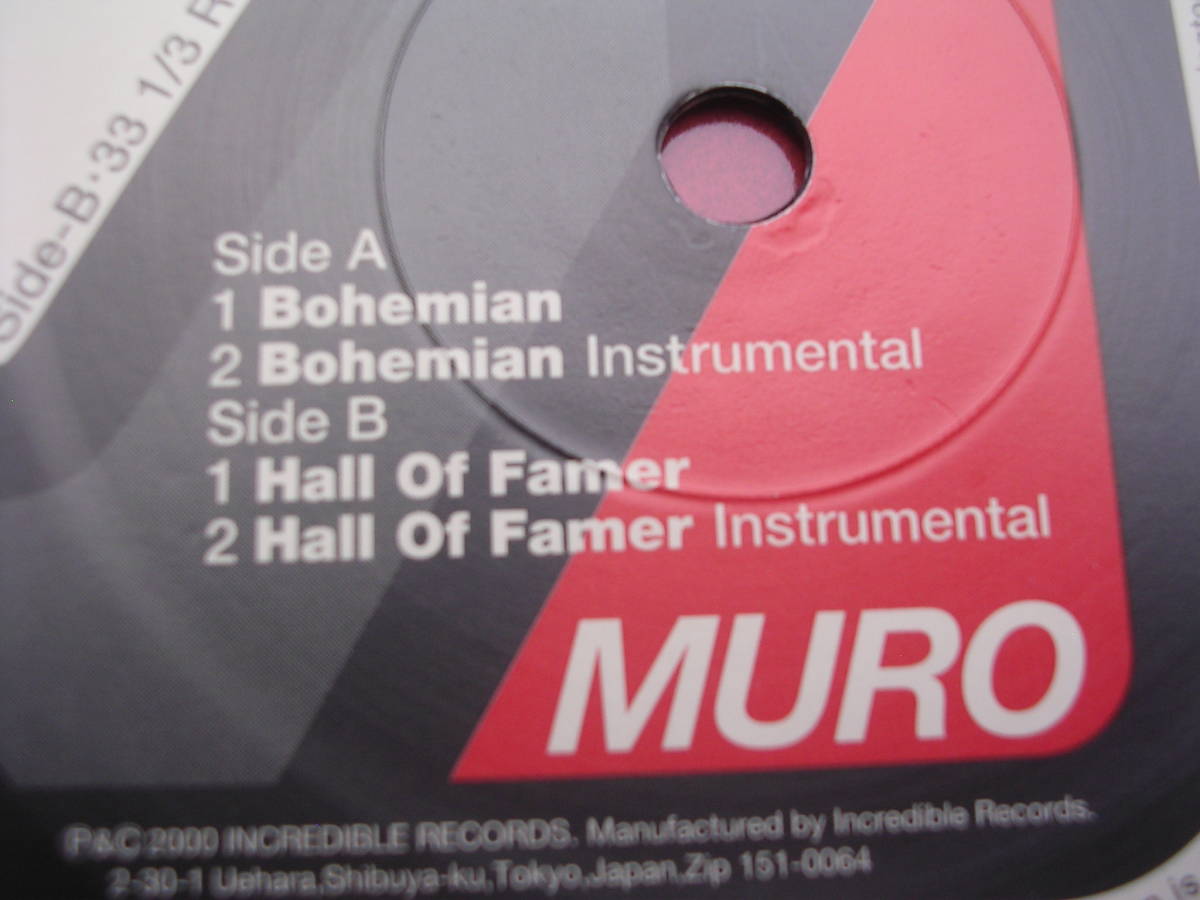 Side-B·33 1/3 R
Side A
1 Bohemian
2 Bohemian Instrumental
Side B
1 Hall Of Famer
2 Hall Of Famer Instrumental
MURO
P&C 2000 INCREDIBLE RECORDS. Manufactured by Incredible Records.
2-30-1 Uehara,Shibuya-ku,Tokyo,Japan,Zip 151-0064